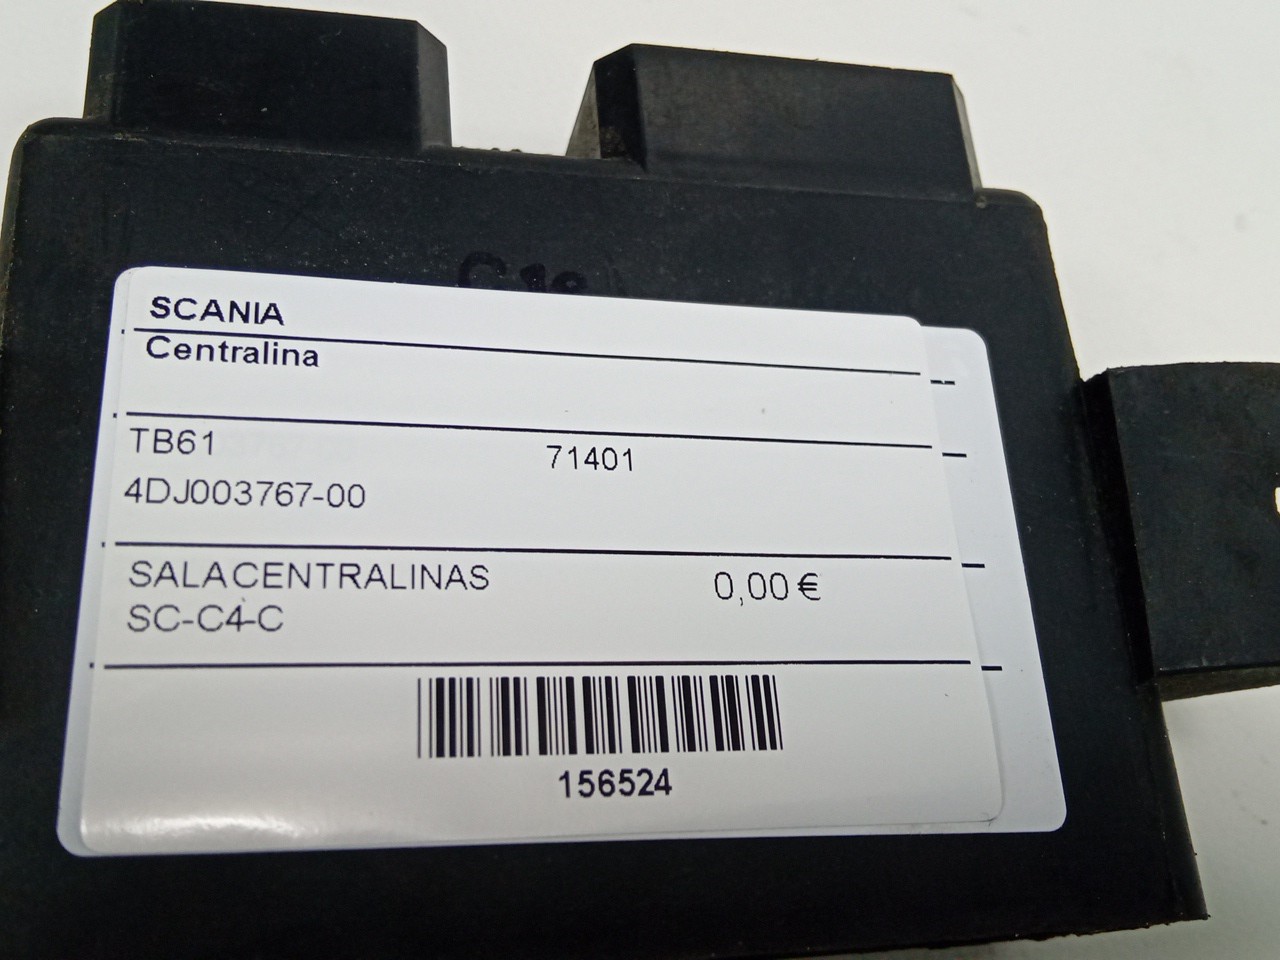 SCANIA
Centralina
TB61 71401
4DJ003767-00
SALACENTRALINAS 0,00 €
SC-C4-C
156524